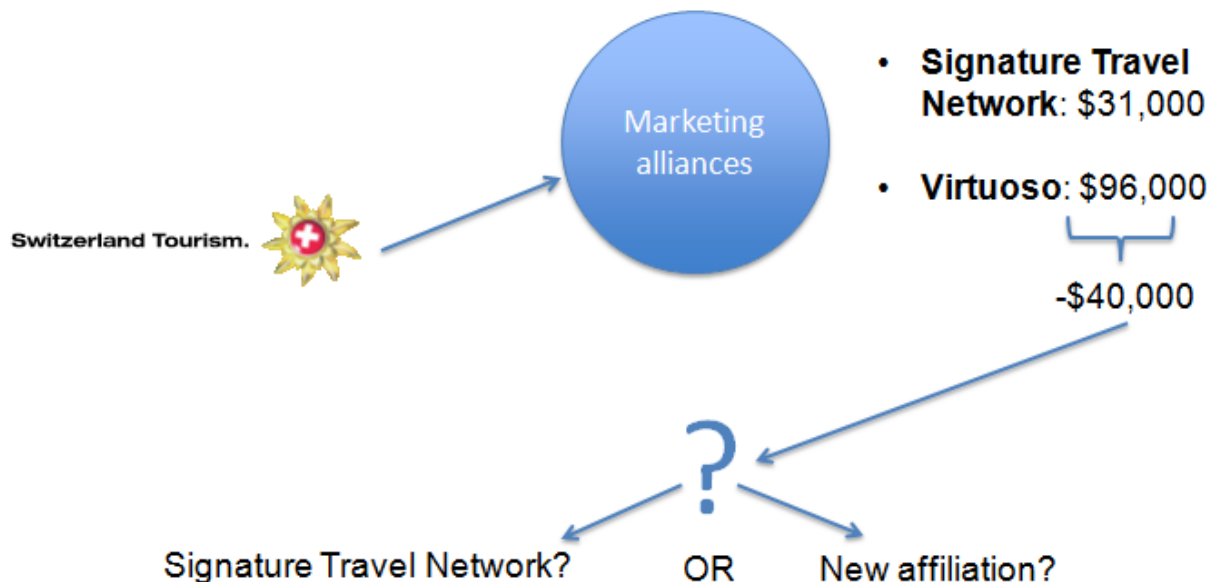 • Signature Travel
Network: $31,000
Marketing
alliances
• Virtuoso: $96,000
Switzerland Tourism.
-$40,000
?
Signature Travel Network? OR New affiliation?